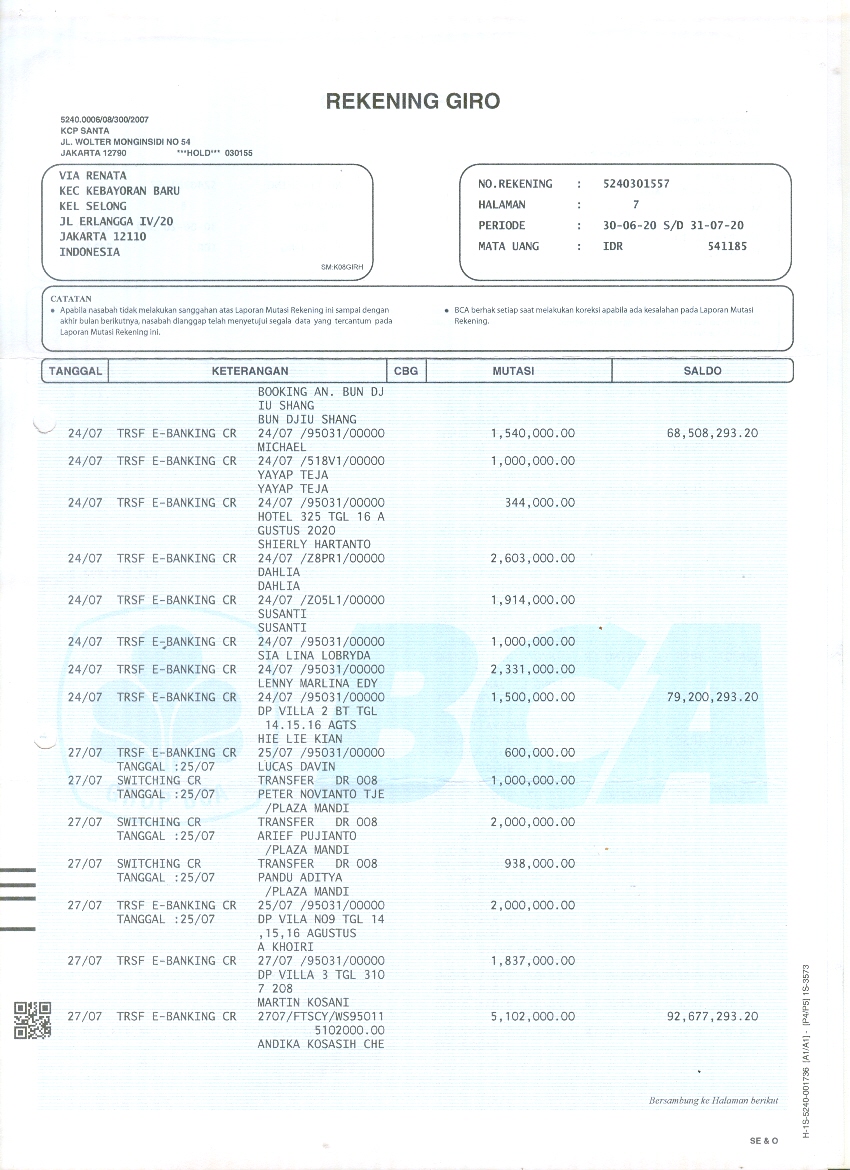 REKENING GIRO
5240.0006/08/300/2007
KCP SANTA
JL. WOLTER MONGINSIDI NO 54
JAKARTA 12790 ***HOLD*** 030155
VIA RENATA
KEC KEBAYORAN BARU
KEL SELONG
JL ERLANGGA IV/20
JAKARTA 12110
INDONESIA
SM:K08GIRH
NO.REKENING : 5240301557
HALAMAN : 7
PERIODE : 30-06-20 S/D 31-07-20
MATA UANG : IDR 541185
CATATAN
• Apabila nasabah tidak melakukan sanggahan atas Laporan Mutasi Rekening ini sampai dengan
akhir bulan berikutnya, nasabah dianggap telah menyetujui segala data yang tercantum pada
Laporan Mutasi Rekening ini.
• BCA berhak setiap saat melakukan koreksi apabila ada kesalahan pada Laporan Mutasi
Rekening.
TANGGAL KETERANGAN CBG MUTASI SALDO
BOOKING AN. BUN DJ
IU SHANG
BUN DJIU SHANG
24/07 TRSF E-BANKING CR 24/07 /95031/00000 1,540,000.00 68,508,293.20
MICHAEL
24/07 TRSF E-BANKING CR 24/07 /518V1/00000 1,000,000.00
YAYAP TEJA
YAYAP TEJA
24/07 TRSF E-BANKING CR 24/07 /95031/00000 344,000.00
HOTEL 325 TGL 16 A
GUSTUS 2020
SHIERLY HARTANTO
24/07 TRSF E-BANKING CR 24/07 /Z8PR1/00000 2,603,000.00
DAHLIA
DAHLIA
24/07 TRSF E-BANKING CR 24/07 /Z05L1/00000 1,914,000.00
SUSANTI
SUSANTI
24/07 TRSF E-BANKING CR 24/07 /95031/00000 1,000,000.00
SIA LINA LOBRYDA
24/07 TRSF E-BANKING CR 24/07 /95031/00000 2,331,000.00
LENNY MARLINA EDY
24/07 TRSF E-BANKING CR 24/07 /95031/00000 1,500,000.00 79,200,293.20
DP VILLA 2 BT TGL
14.15.16 AGTS
HIE LIE KIAN
27/07 TRSF E-BANKING CR 25/07 /95031/00000 600,000.00
TANGGAL :25/07 LUCAS DAVIN
27/07 SWITCHING CR TRANSFER DR 008 1,000,000.00
TANGGAL :25/07 PETER NOVIANTO TJE
/PLAZA MANDI
27/07 SWITCHING CR TRANSFER DR 008 2,000,000.00
TANGGAL :25/07 ARIEF PUJIANTO
/PLAZA MANDI
27/07 SWITCHING CR TRANSFER DR 008 938,000.00
TANGGAL :25/07 PANDU ADITYA
/PLAZA MANDI
27/07 TRSF E-BANKING CR 25/07 /95031/00000 2,000,000.00
TANGGAL :25/07 DP VILA NO9 TGL 14
,15,16 AGUSTUS
A KHOIRI
27/07 TRSF E-BANKING CR 27/07 /95031/00000 1,837,000.00
DP VILLA 3 TGL 310
7 208
MARTIN KOSANI
27/07 TRSF E-BANKING CR 2707/FTSCY/WS95011 5,102,000.00 92,677,293.20
5102000.00
ANDIKA KOSASIH CHE
BCA
Bersambung ke Halaman berikut
SE & O
H-1S-5240-001736 [A1/A1] - [P4/P5] 1S-3573